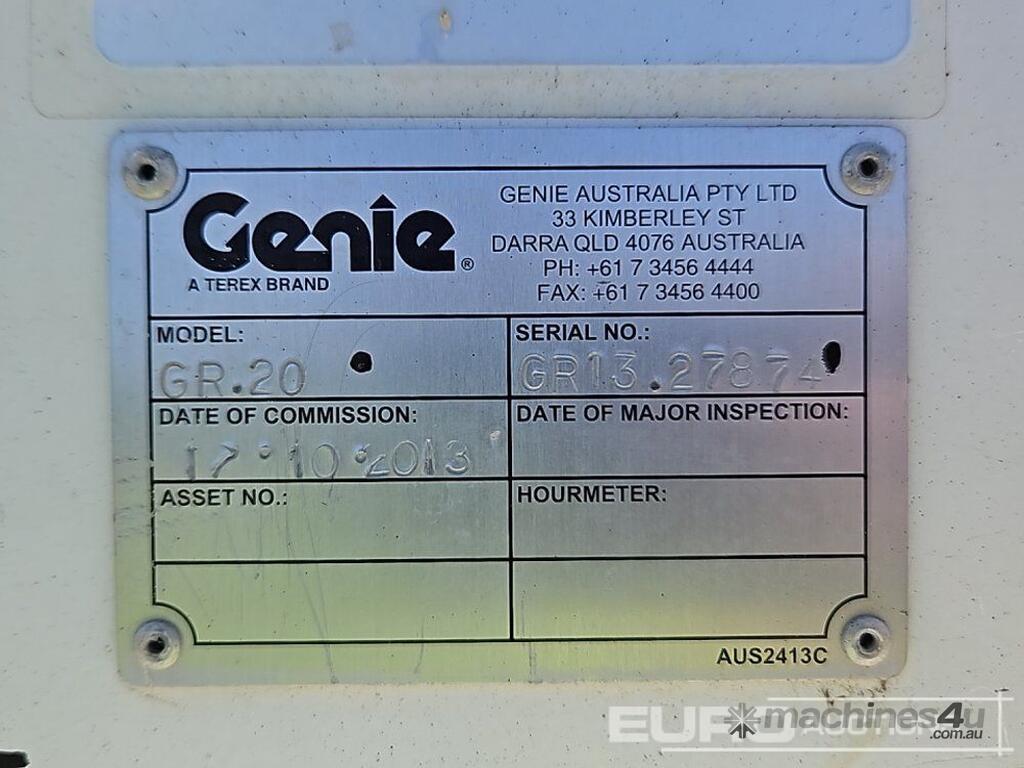 Genie®
A TEREX BRAND
GENIE AUSTRALIA PTY LTD
33 KIMBERLEY ST
DARRA QLD 4076 AUSTRALIA
PH: +61 7 3456 4444
FAX: +61 7 3456 4400
MODEL:
GR.20
SERIAL NO.:
GR13.27874
DATE OF COMMISSION:
17·10·2013
DATE OF MAJOR INSPECTION:
ASSET NO.:
HOURMETER:
AUS2413C
EURO AUCTIONS
machines4u
.com.au